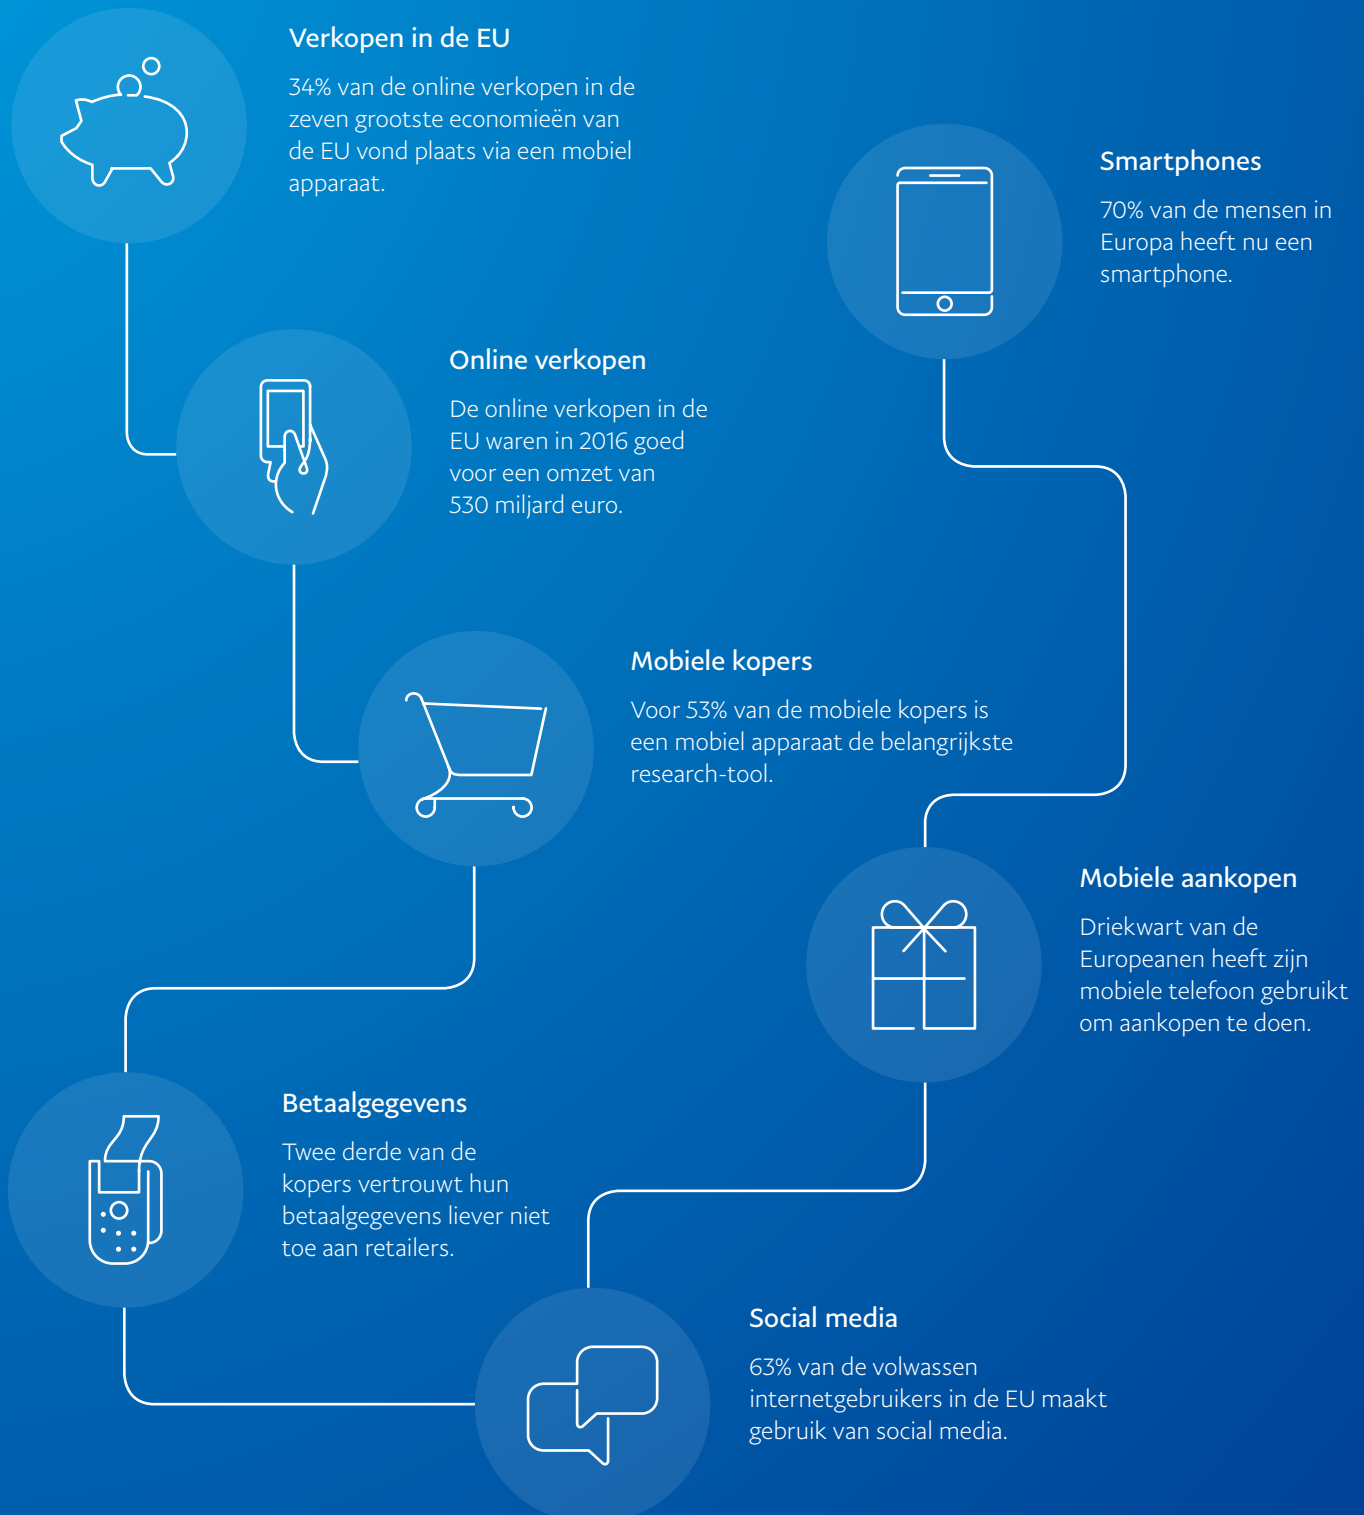 Verkopen in de EU
34% van de online verkopen in de
zeven grootste economieën van
de EU vond plaats via een mobiel
apparaat.
Smartphones
70% van de mensen in
Europa heeft nu een
smartphone.
Online verkopen
De online verkopen in de
EU waren in 2016 goed
voor een omzet van
530 miljard euro.
Mobiele kopers
Voor 53% van de mobiele kopers is
een mobiel apparaat de belangrijkste
research-tool.
Mobiele aankopen
Driekwart van de
Europeanen heeft zijn
mobiele telefoon gebruikt
om aankopen te doen.
Betaalgegevens
Twee derde van de
kopers vertrouwt hun
betaalgegevens liever niet
toe aan retailers.
Social media
63% van de volwassen
internetgebruikers in de EU maakt
gebruik van social media.